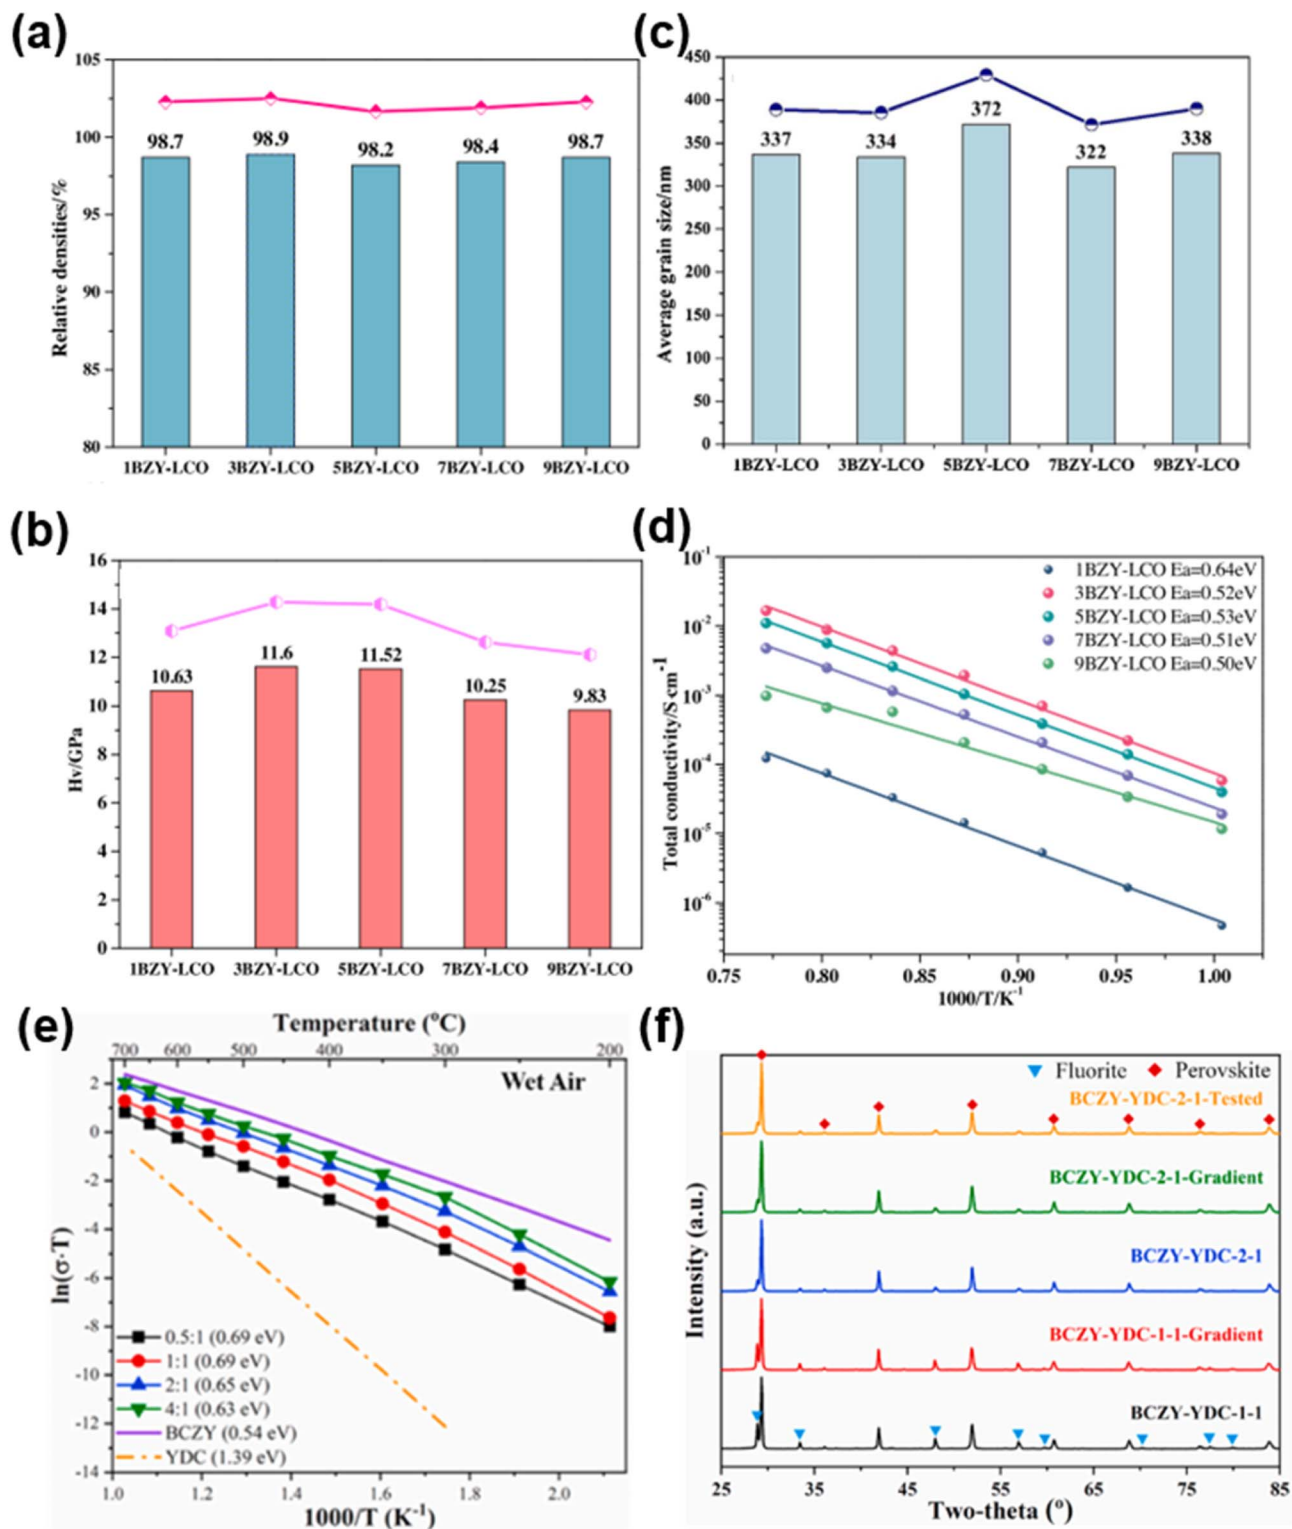 (a)
105
100
95
90
85
80
Relative densities/%
98.7
98.9
98.2
98.4
98.7
1BZY-LCO
3BZY-LCO
5BZY-LCO
7BZY-LCO
9BZY-LCO
(c)
450
400
350
300
250
200
150
100
50
0
Average grain size/nm
337
334
372
322
338
1BZY-LCO
3BZY-LCO
5BZY-LCO
7BZY-LCO
9BZY-LCO
(b)
16
14
12
10
8
6
4
2
0
Hv/GPa
10.63
11.6
11.52
10.25
9.83
1BZY-LCO
3BZY-LCO
5BZY-LCO
7BZY-LCO
9BZY-LCO
(d)
10⁻¹
10⁻²
10⁻³
10⁻⁴
10⁻⁵
10⁻⁶
Total conductivity/S·cm⁻¹
1BZY-LCO Ea=0.64eV
3BZY-LCO Ea=0.52eV
5BZY-LCO Ea=0.53eV
7BZY-LCO Ea=0.51eV
9BZY-LCO Ea=0.50eV
0.75
0.80
0.85
0.90
0.95
1.00
1000/T/K⁻¹
(e)
Temperature (°C)
700
600
500
400
300
200
Wet Air
2
0
-2
-4
-6
-8
-10
-12
-14
ln(σ·T)
0.5:1 (0.69 eV)
1:1 (0.69 eV)
2:1 (0.65 eV)
4:1 (0.63 eV)
BCZY (0.54 eV)
YDC (1.39 eV)
1.0
1.2
1.4
1.6
1.8
2.0
1000/T (K⁻¹)
(f)
Fluorite
Perovskite
BCZY-YDC-2-1-Tested
BCZY-YDC-2-1-Gradient
BCZY-YDC-2-1
BCZY-YDC-1-1-Gradient
BCZY-YDC-1-1
Intensity (a.u.)
25
35
45
55
65
75
85
Two-theta (°)